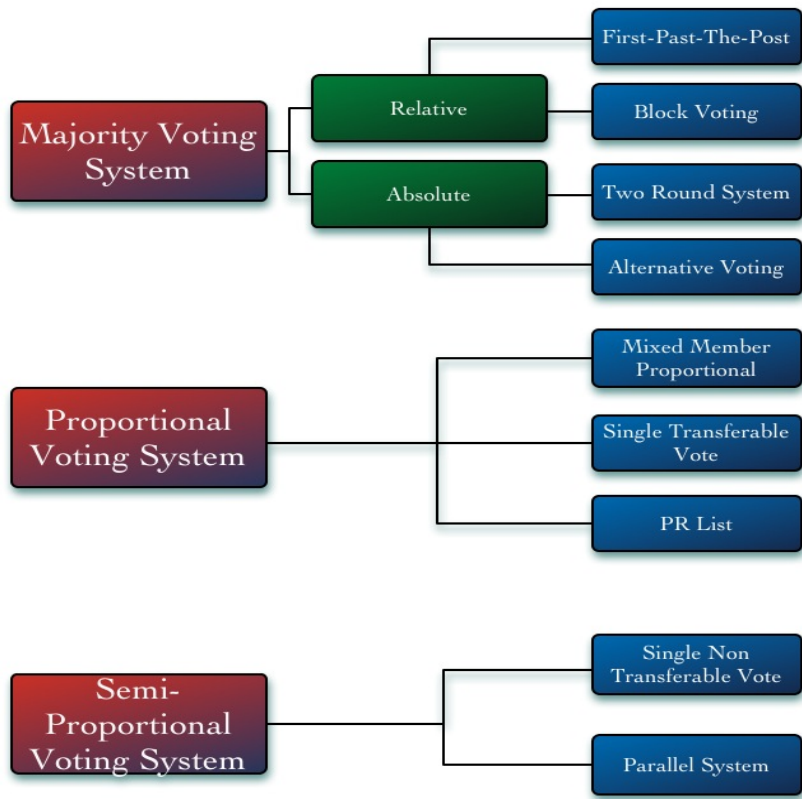 First-Past-The-Post
Relative
Block Voting
Majority Voting
System
Absolute
Two Round System
Alternative Voting
Mixed Member
Proportional
Proportional
Voting System
Single Transferable
Vote
PR List
Single Non
Transferable Vote
Semi-
Proportional
Voting System
Parallel System